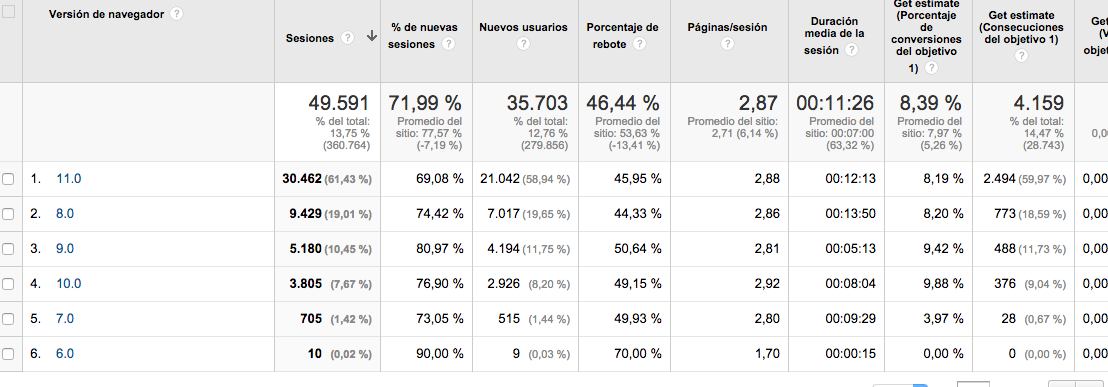 Versión de navegador ?
Sesiones ? ↓
% de nuevas
sesiones ?
Nuevos usuarios
?
Porcentaje de
rebote ?
Páginas/sesión
?
Duración
media de la
sesión ?
Get estimate
(Porcentaje
de
conversiones
del objetivo
1) ?
Get estimate
(Consecuciones
del objetivo 1)
?
49.591
% del total:
13,75 %
(360.764)
71,99 %
Promedio del
sitio: 77,57 %
(-7,19 %)
35.703
% del total:
12,76 %
(279.856)
46,44 %
Promedio del
sitio: 53,63 %
(-13,41 %)
2,87
Promedio del sitio:
2,71 (6,14 %)
00:11:26
Promedio del
sitio: 00:07:00
(63,32 %)
8,39 %
Promedio del
sitio: 7,97 %
(5,26 %)
4.159
% del total:
14,47 %
(28.743)
1. 11.0 30.462 (61,43 %) 69,08 % 21.042 (58,94 %) 45,95 % 2,88 00:12:13 8,19 % 2.494 (59,97 %) 0,00
2. 8.0 9.429 (19,01 %) 74,42 % 7.017 (19,65 %) 44,33 % 2,86 00:13:50 8,20 % 773 (18,59 %) 0,00
3. 9.0 5.180 (10,45 %) 80,97 % 4.194 (11,75 %) 50,64 % 2,81 00:05:13 9,42 % 488 (11,73 %) 0,00
4. 10.0 3.805 (7,67 %) 76,90 % 2.926 (8,20 %) 49,15 % 2,92 00:08:04 9,88 % 376 (9,04 %) 0,00
5. 7.0 705 (1,42 %) 73,05 % 515 (1,44 %) 49,93 % 2,80 00:09:29 3,97 % 28 (0,67 %) 0,00
6. 6.0 10 (0,02 %) 90,00 % 9 (0,03 %) 70,00 % 1,70 00:00:15 0,00 % 0 (0,00 %) 0,00